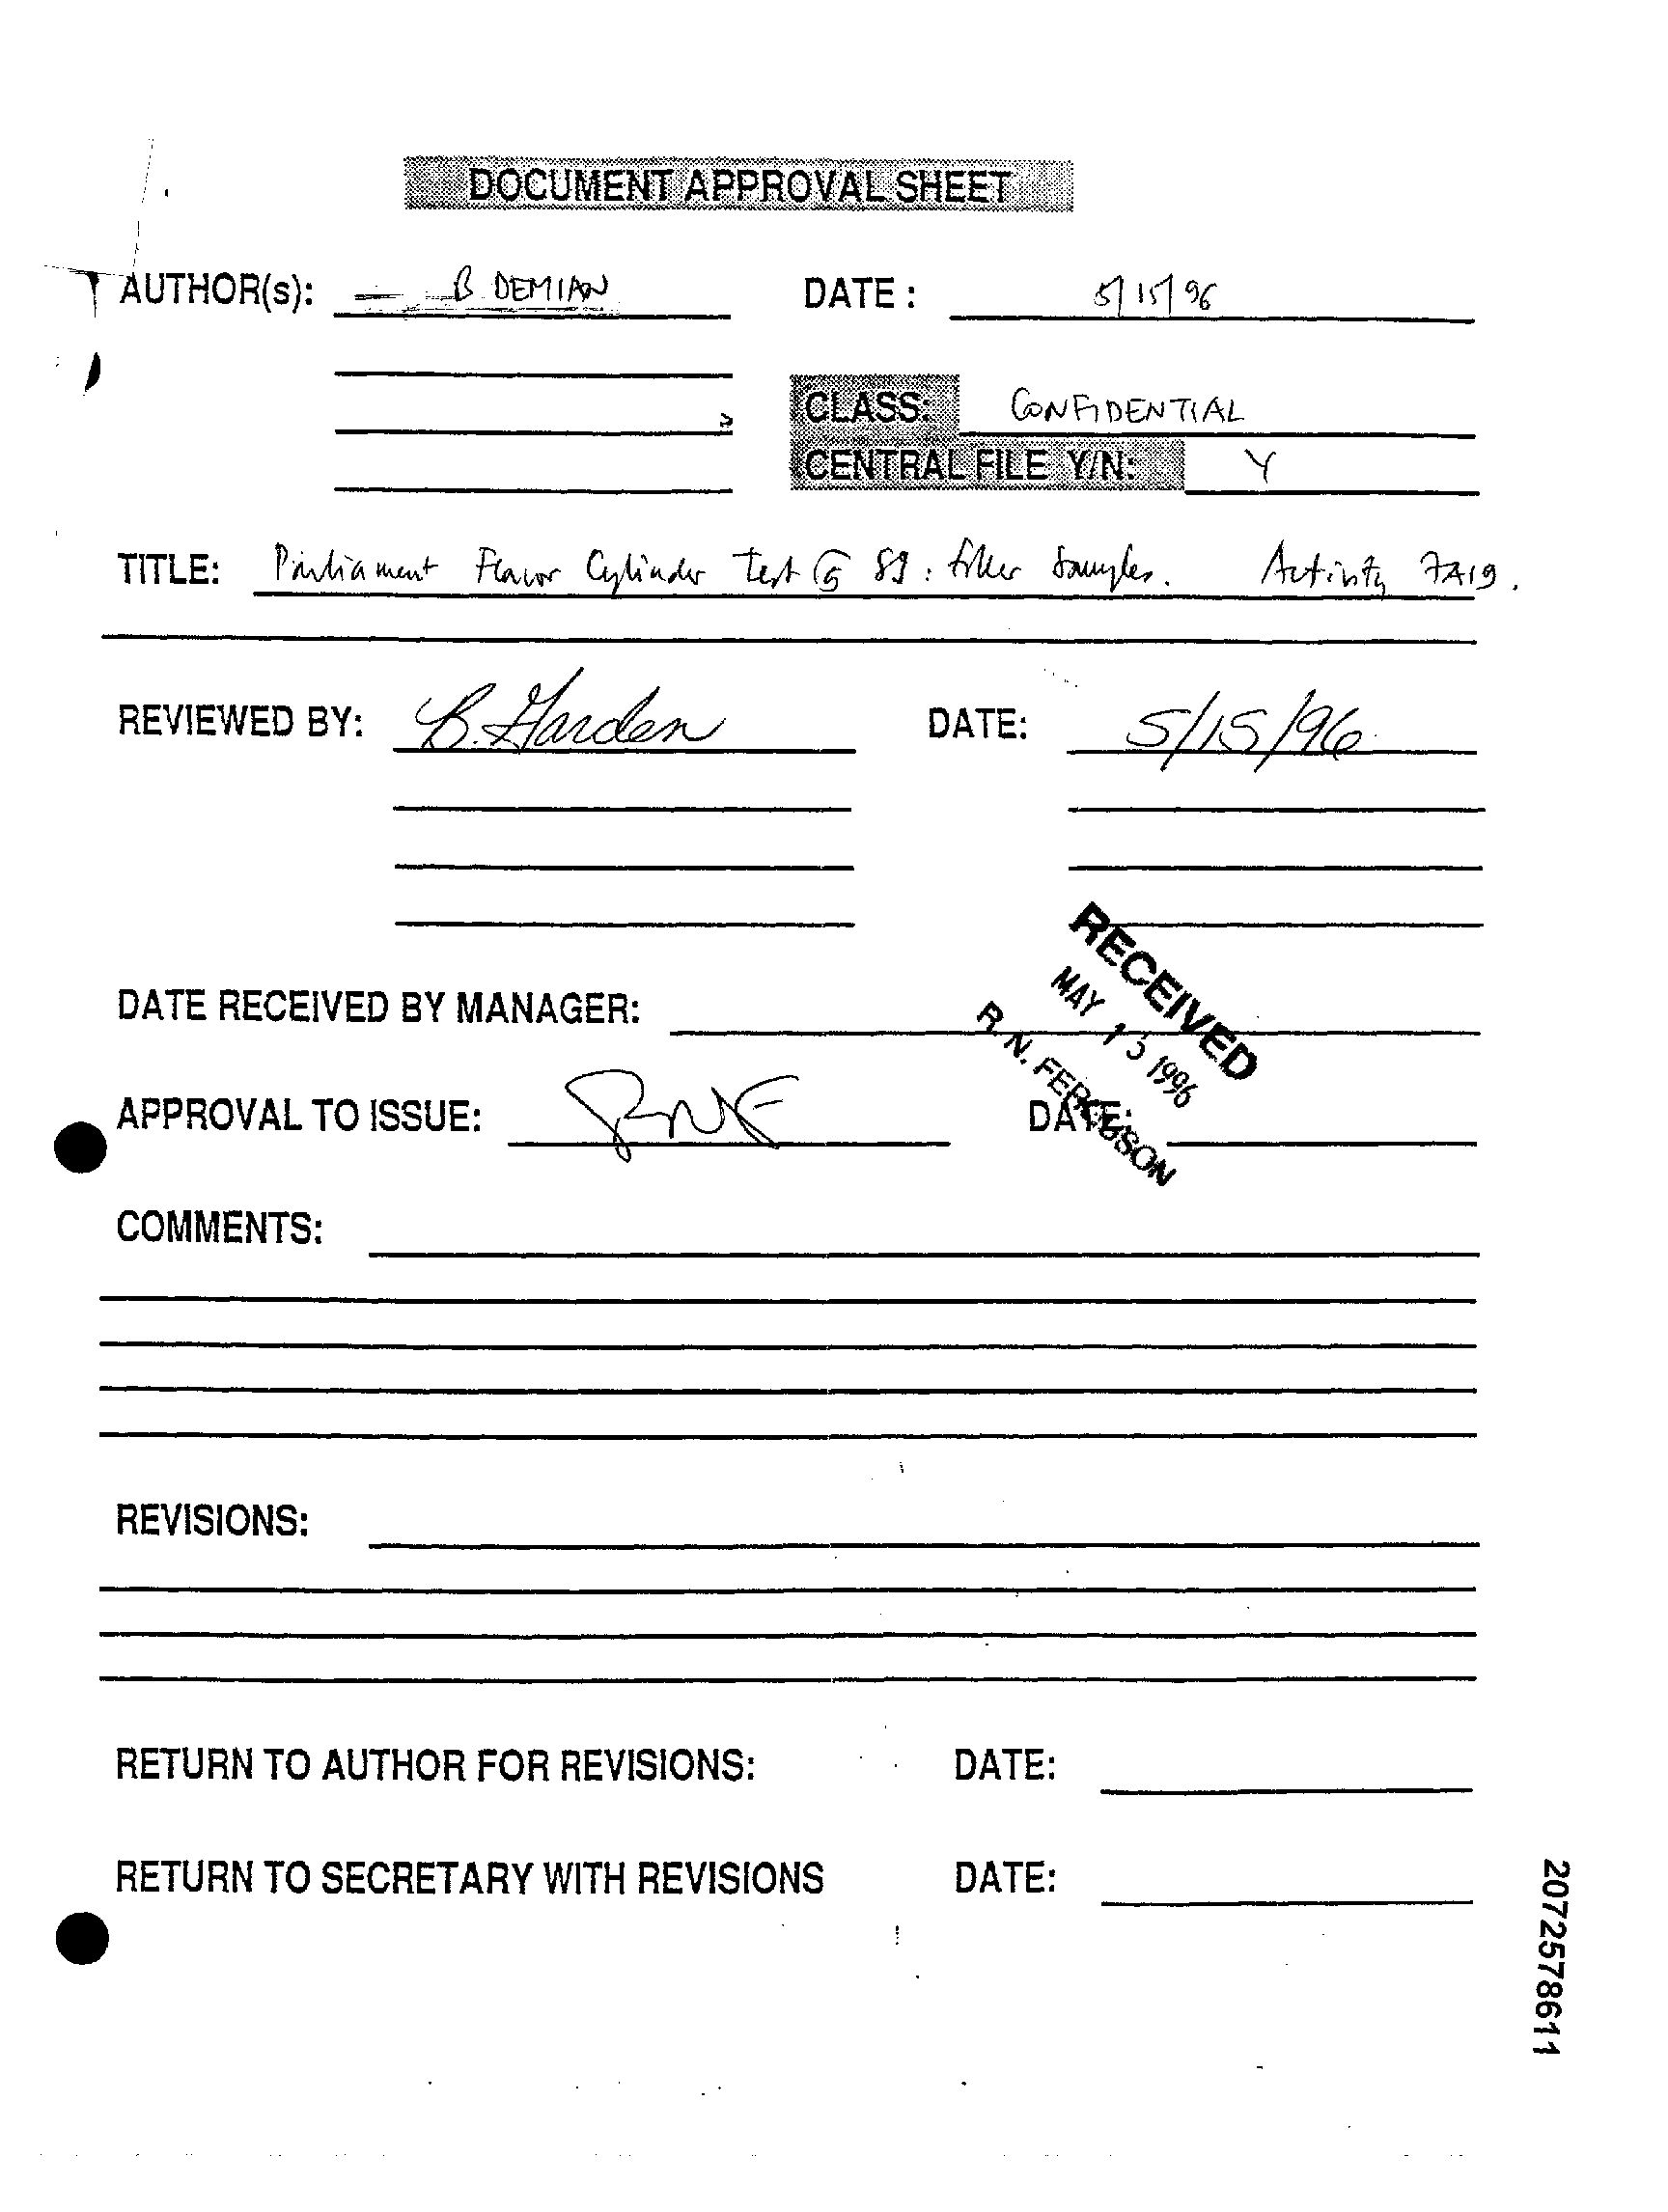 DOCUMENT APPROVAL SHEET
AUTHOR(s): B DEMIAN DATE: 5/15/96
CLASS: CONFIDENTIAL
CENTRAL FILE Y/N: Y
TITLE: Parliament Flavor Cylinder Test 89: filler Samples. Activity 7A19.
REVIEWED BY: B. Harden DATE: 5/15/96
RECEIVED
MAY 1996
R. N. FERGUSON
DATE RECEIVED BY MANAGER:
APPROVAL TO ISSUE: RNF DATE:
COMMENTS:
REVISIONS:
RETURN TO AUTHOR FOR REVISIONS: DATE:
RETURN TO SECRETARY WITH REVISIONS DATE:
2072578611